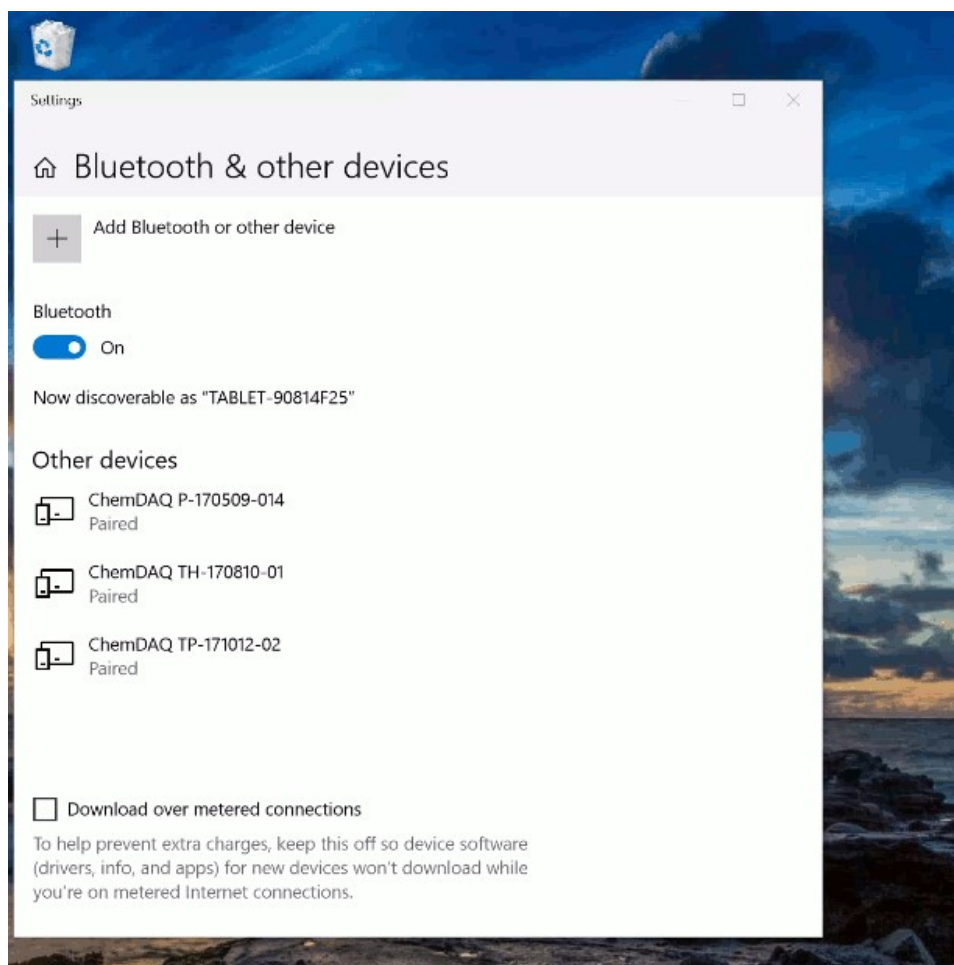 Settings
Bluetooth & other devices
Add Bluetooth or other device
Bluetooth
On
Now discoverable as "TABLET-90814F25"
Other devices
ChemDAQ P-170509-014
Paired
ChemDAQ TH-170810-01
Paired
ChemDAQ TP-171012-02
Paired
Download over metered connections
To help prevent extra charges, keep this off so device software
(drivers, info, and apps) for new devices won't download while
you're on metered Internet connections.